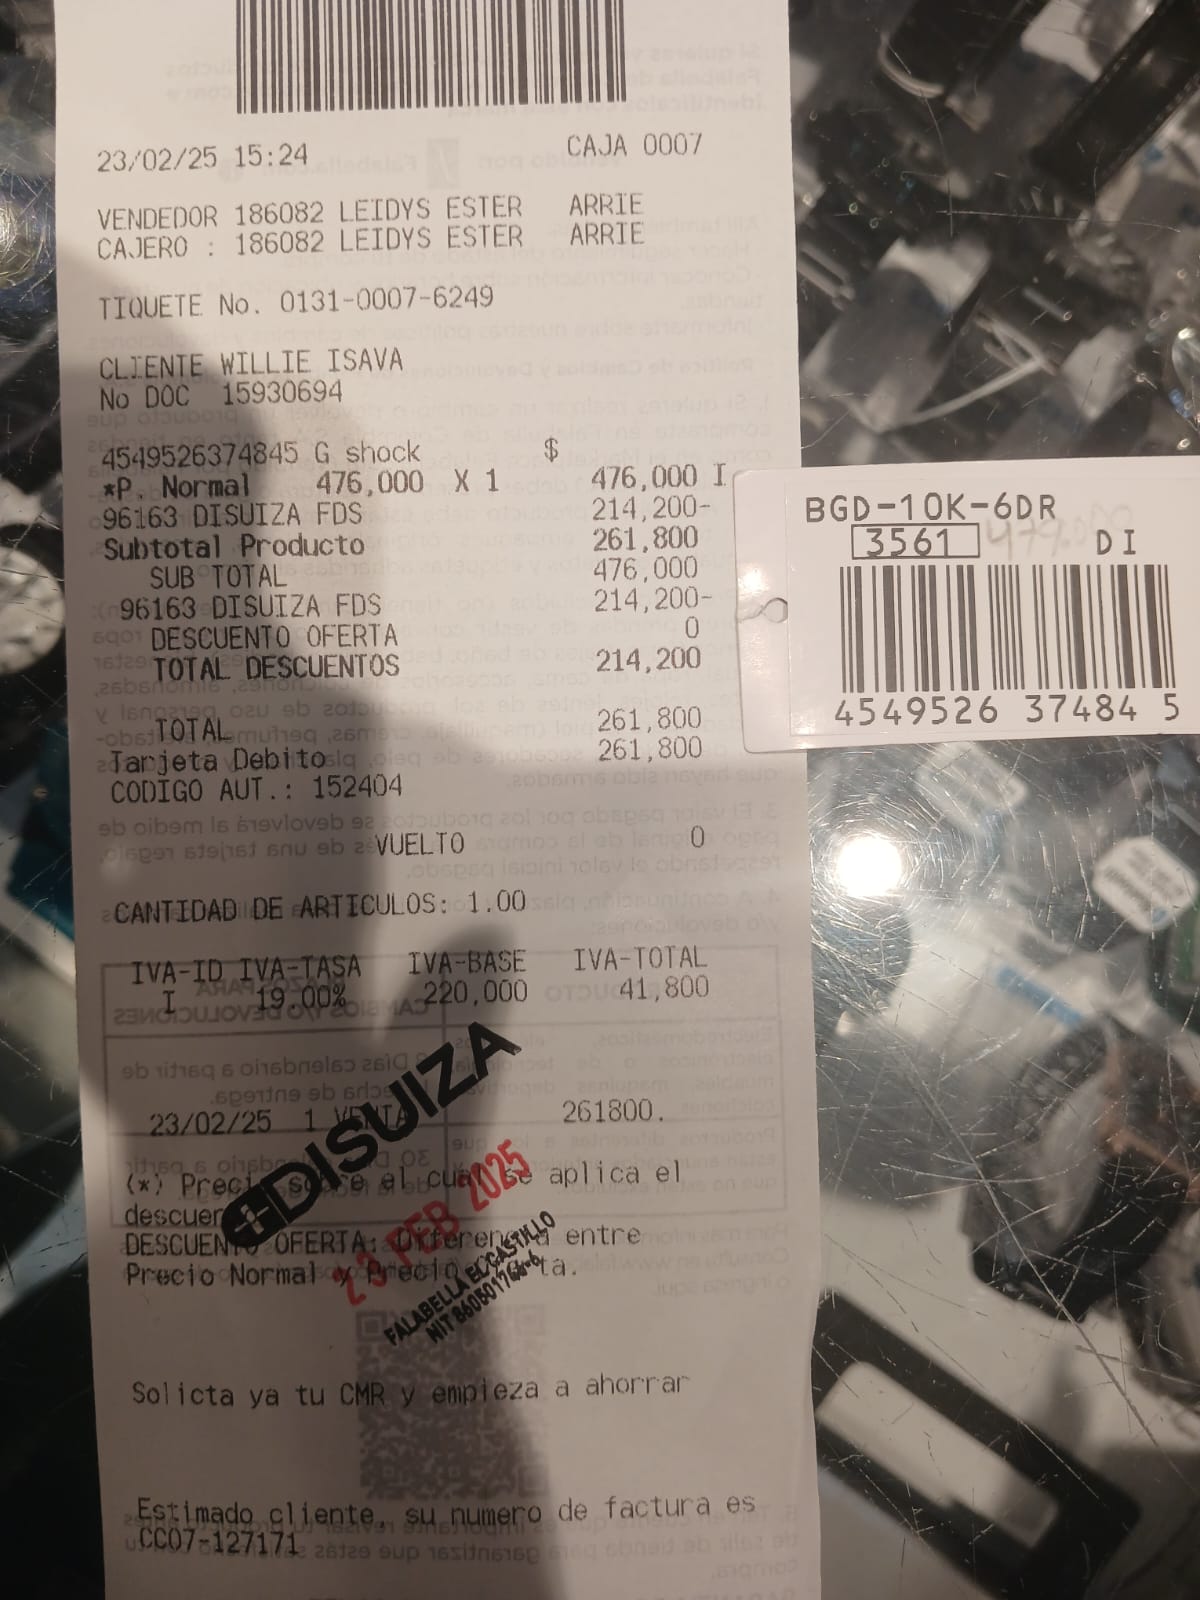 23/02/25 15:24 CAJA 0007
VENDEDOR 186082 LEIDYS ESTER ARRIE
CAJERO : 186082 LEIDYS ESTER ARRIE
TIQUETE No. 0131-0007-6249
CLIENTE WILLIE ISAVA
No DOC 15930694
4549526374845 G shock $
*P. Normal 476,000 X 1 476,000 I
96163 DISUIZA FDS 214,200-
Subtotal Producto 261,800
SUB TOTAL 476,000
96163 DISUIZA FDS 214,200-
DESCUENTO OFERTA 0
TOTAL DESCUENTOS 214,200
TOTAL 261,800
Tarjeta Debito 261,800
CODIGO AUT.: 152404
VUELTO 0
CANTIDAD DE ARTICULOS: 1.00
IVA-ID IVA-TASA IVA-BASE IVA-TOTAL
I 19.00% 220,000 41,800
23/02/25 1 VENTA 261800.
DISUIZA
23 FEB 2025
FALABELLA EL CASTILLO
(*) Precio sobre el cual se aplica el
DESCUENTO OFERTA: Diferencia entre
Precio Normal y Precio
Solicta ya tu CMR y empieza a ahorrar
Estimado cliente, su numero de factura es
CC07-127171
BGD-10K-6DR
3561 DI
4549526 37484 5